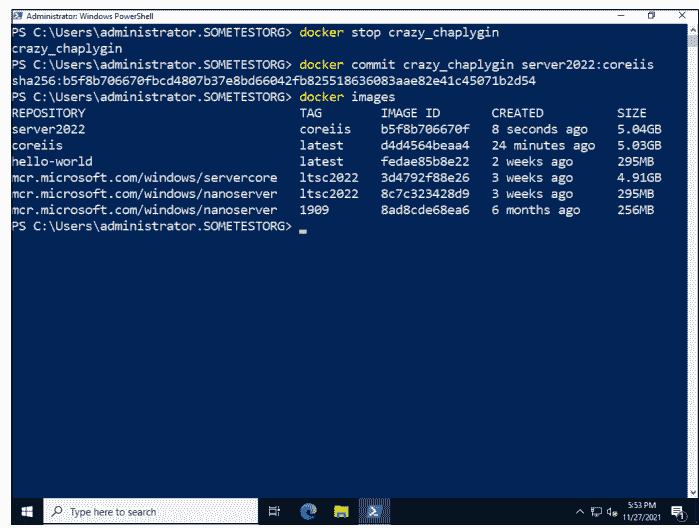 Administrator: Windows PowerShell
PS C:\Users\administrator.SOMETESTORG> docker stop crazy_chaplygin
crazy_chaplygin
PS C:\Users\administrator.SOMETESTORG> docker commit crazy_chaplygin server2022:coreiis
sha256:b5f8b706670fbcd4807b37e8bd66042fb825518636083aae82e41c45071b2d54
PS C:\Users\administrator.SOMETESTORG> docker images
REPOSITORY TAG IMAGE ID CREATED SIZE
server2022 coreiis b5f8b706670f 8 seconds ago 5.04GB
coreiis latest d4d4564beaa4 24 minutes ago 5.03GB
hello-world latest fedae85b8e22 2 weeks ago 295MB
mcr.microsoft.com/windows/servercore ltsc2022 3d4792f88e26 3 weeks ago 4.91GB
mcr.microsoft.com/windows/nanoserver ltsc2022 8c7c323428d9 3 weeks ago 295MB
mcr.microsoft.com/windows/nanoserver 1909 8ad8cde68ea6 6 months ago 256MB
PS C:\Users\administrator.SOMETESTORG>
Type here to search
5:53 PM
11/27/2021